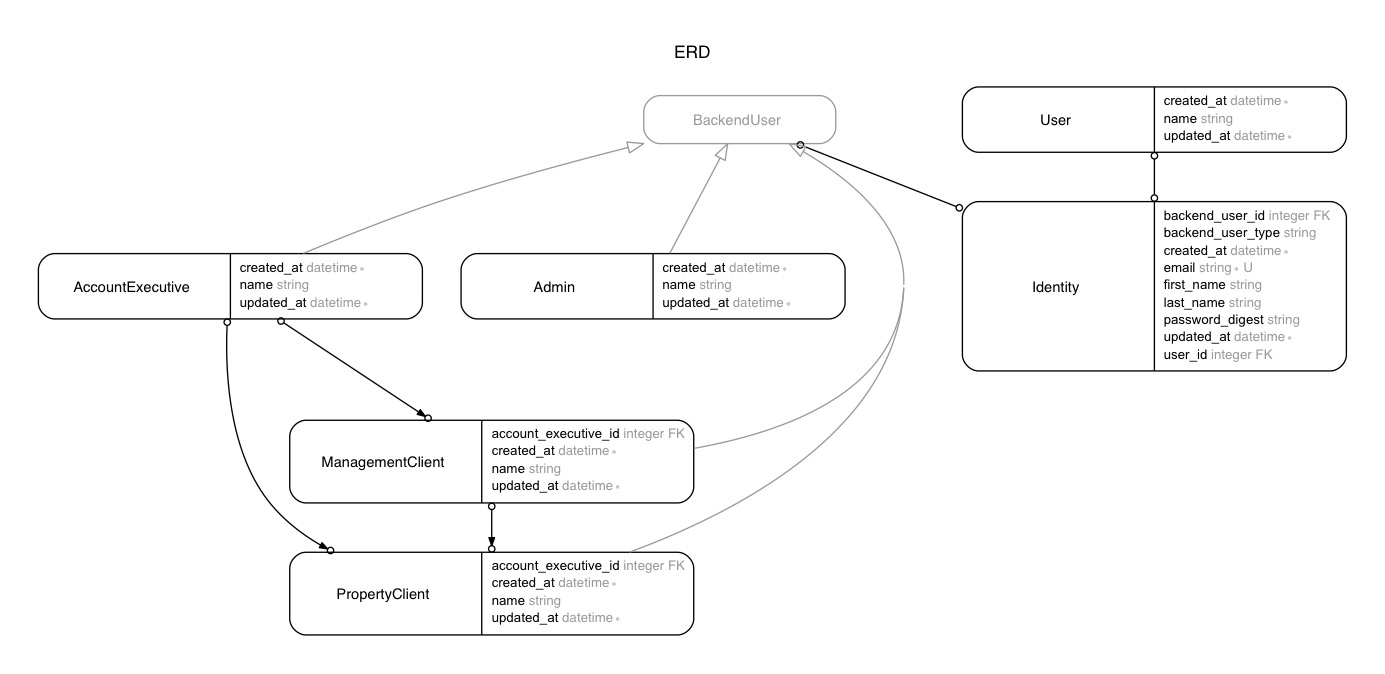 ERD
BackendUser
User
created_at datetime *
name string
updated_at datetime *
AccountExecutive
created_at datetime *
name string
updated_at datetime *
Admin
created_at datetime *
name string
updated_at datetime *
Identity
backend_user_id integer FK
backend_user_type string
created_at datetime *
email string * U
first_name string
last_name string
password_digest string
updated_at datetime *
user_id integer FK
ManagementClient
account_executive_id integer FK
created_at datetime *
name string
updated_at datetime *
PropertyClient
account_executive_id integer FK
created_at datetime *
name string
updated_at datetime *